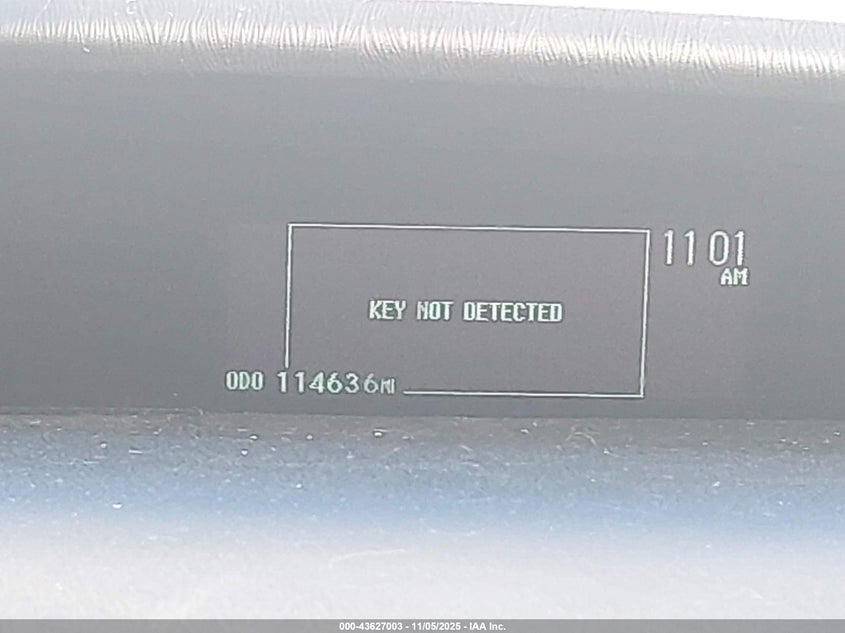 11 01
AM
KEY NOT DETECTED
ODO 114636MI
000-43627003 - 11/05/2025 - IAA Inc.